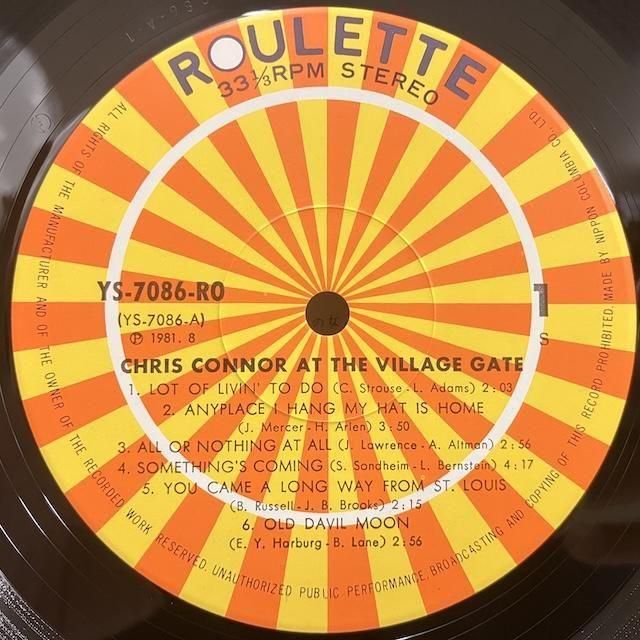 ROULETTE
33 1/3 RPM STEREO
YS-7086-RO
(YS-7086-A)
Ⓟ 1981. 8
1
S
CHRIS CONNOR AT THE VILLAGE GATE
1. LOT OF LIVIN' TO DO (C. Strouse - L. Adams) 2:03
2. ANYPLACE I HANG MY HAT IS HOME
(J. Mercer - H. Arlen) 3:50
3. ALL OR NOTHING AT ALL (J. Lawrence - A. Altman) 2:56
4. SOMETHING'S COMING (S. Sondheim - L. Bernstein) 4:17
5. YOU CAME A LONG WAY FROM ST. LOUIS
(B. Russell - J. B. Brooks) 2:15
6. OLD DAVIL MOON
(E. Y. Harburg - B. Lane) 2:56
ALL RIGHTS OF THE MANUFACTURER AND OF THE OWNER OF THE RECORDED WORK RESERVED. UNAUTHORIZED PUBLIC PERFORMANCE, BROADCASTING AND COPYING OF THIS RECORD PROHIBITED. MADE BY NIPPON COLUMBIA CO., LTD.